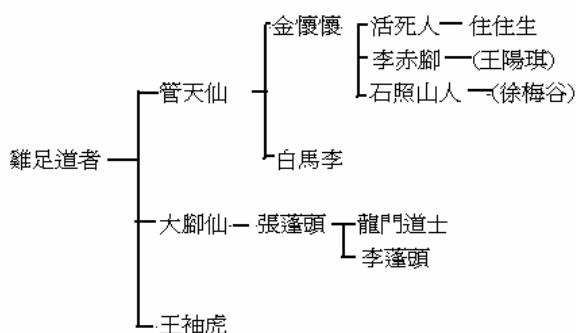 金懷懷 活死人 住住生
李赤腳 (王陽琪)
管天仙 石照山人 (徐梅谷)
雞足道者 白馬李
大腳仙 張蓬頭 龍門道士
李蓬頭
王袖虎